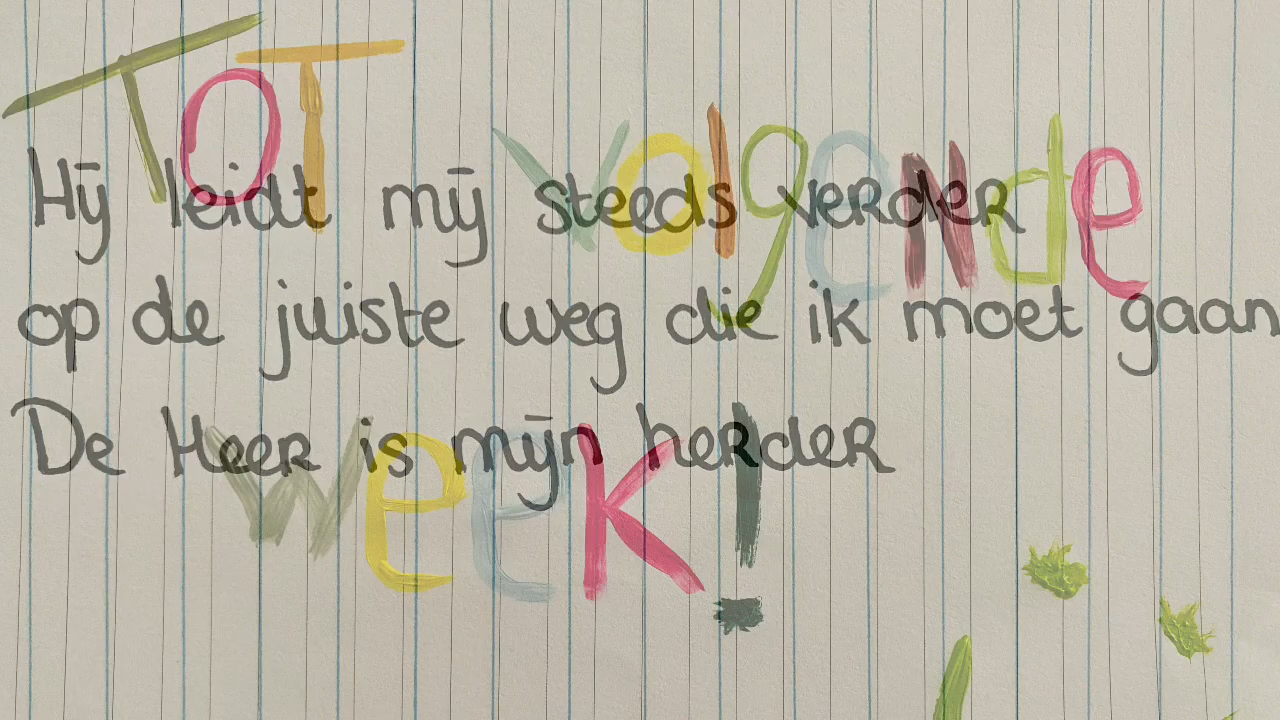 TOT
volgende
Hij leidt mij steeds verder
op de juiste weg die ik moet gaan
De Heer is mijn herder
week!